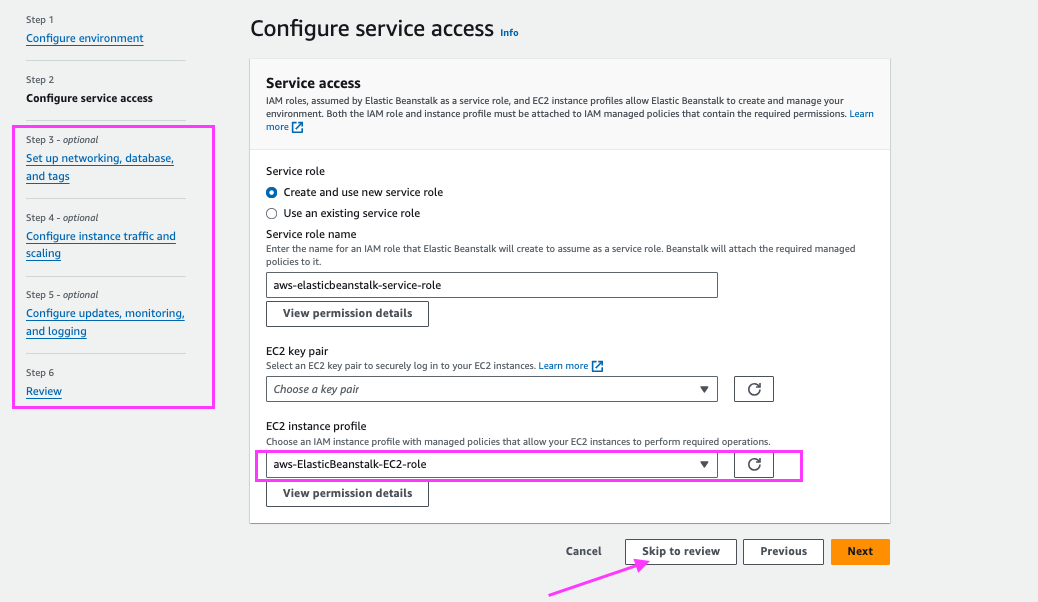 Step 1
Configure environment
Step 2
Configure service access
Step 3 - optional
Set up networking, database,
and tags
Step 4 - optional
Configure instance traffic and
scaling
Step 5 - optional
Configure updates, monitoring,
and logging
Step 6
Review
Configure service access Info
Service access
IAM roles, assumed by Elastic Beanstalk as a service role, and EC2 instance profiles allow Elastic Beanstalk to create and manage your
environment. Both the IAM role and instance profile must be attached to IAM managed policies that contain the required permissions. Learn
more
Service role
Create and use new service role
Use an existing service role
Service role name
Enter the name for an IAM role that Elastic Beanstalk will create to assume as a service role. Beanstalk will attach the required managed
policies to it.
aws-elasticbeanstalk-service-role
View permission details
EC2 key pair
Select an EC2 key pair to securely log in to your EC2 instances. Learn more
Choose a key pair
EC2 instance profile
Choose an IAM instance profile with managed policies that allow your EC2 instances to perform required operations.
aws-ElasticBeanstalk-EC2-role
View permission details
Cancel Skip to review Previous Next